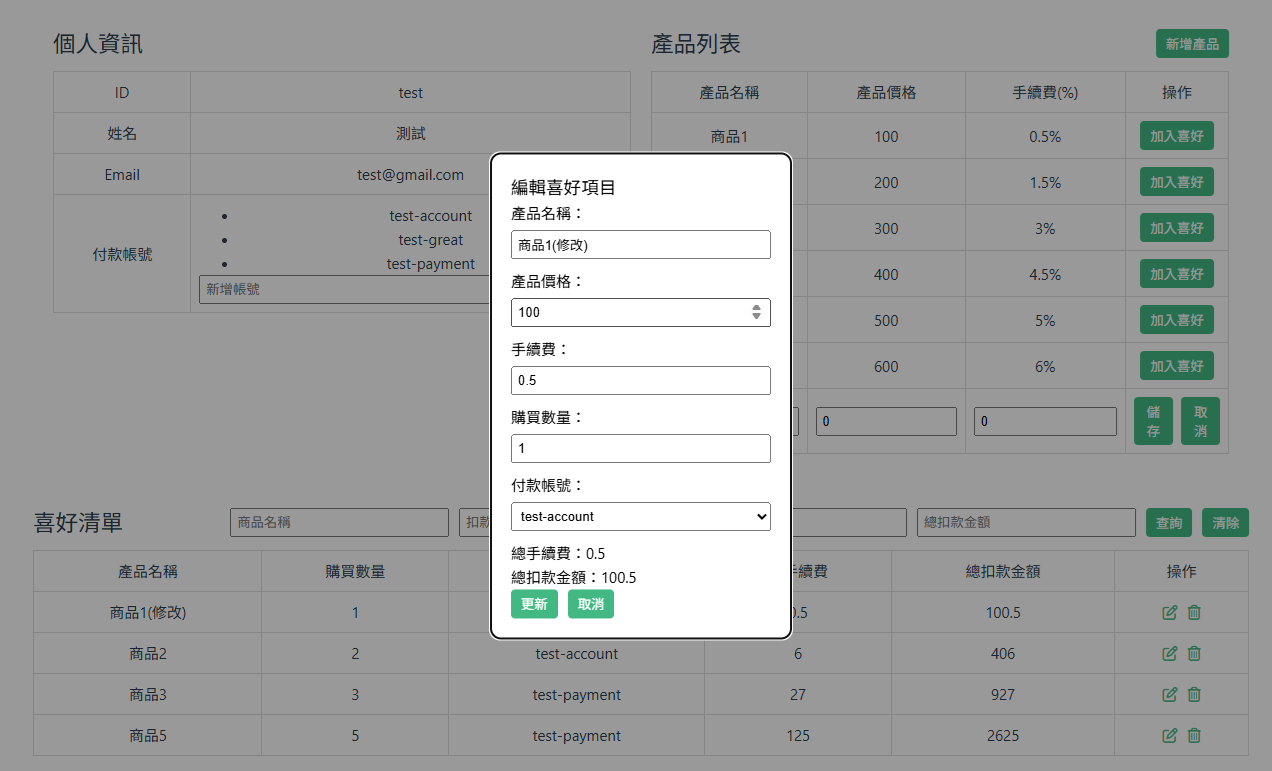 個人資訊
ID test
姓名 測試
Email test@gmail.com
付款帳號
test-account
test-great
test-payment
新增帳號
產品列表 新增產品
產品名稱 產品價格 手續費(%) 操作
商品1 100 0.5% 加入喜好
200 1.5% 加入喜好
300 3% 加入喜好
400 4.5% 加入喜好
500 5% 加入喜好
600 6% 加入喜好
0 0 儲存 取消
編輯喜好項目
產品名稱：
商品1(修改)
產品價格：
100
手續費：
0.5
購買數量：
1
付款帳號：
test-account
總手續費：0.5
總扣款金額：100.5
更新 取消
喜好清單 商品名稱 扣款 總扣款金額 查詢 清除
產品名稱 購買數量 手續費 總扣款金額 操作
商品1(修改) 1 0.5 100.5
商品2 2 test-account 6 406
商品3 3 test-payment 27 927
商品5 5 test-payment 125 2625